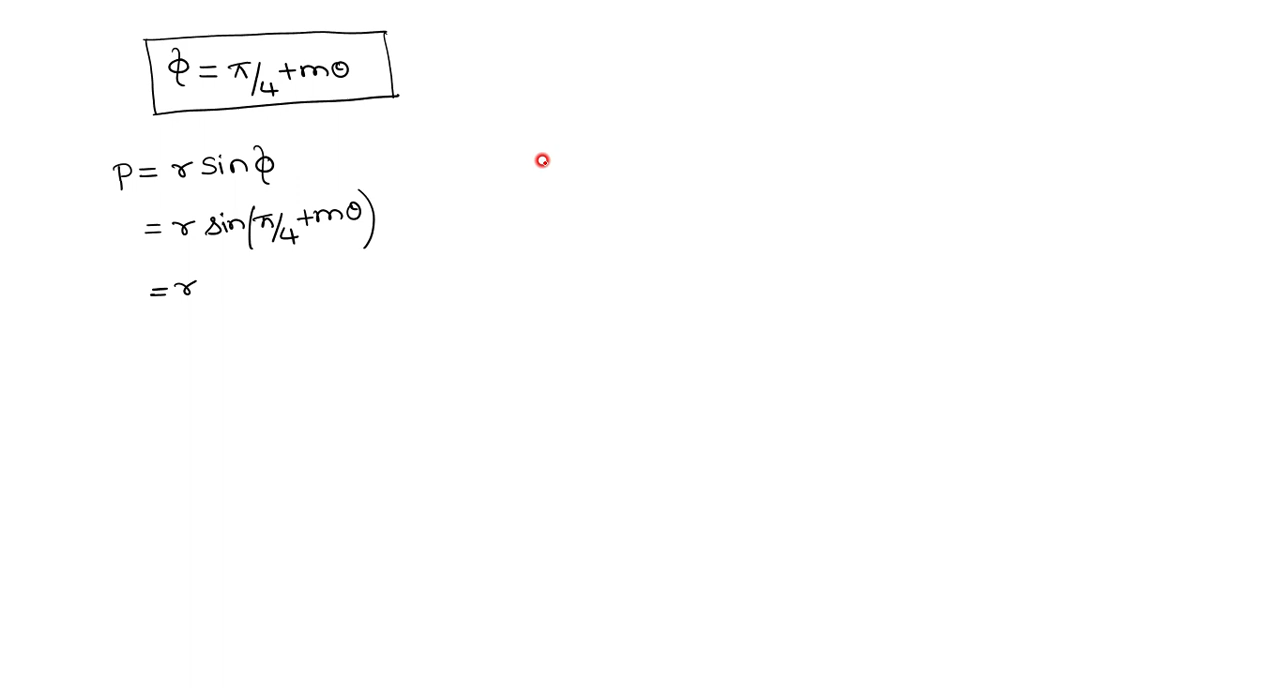 φ = π/4 + mθ
P = r sin φ
= r sin(π/4 + mθ)
= r